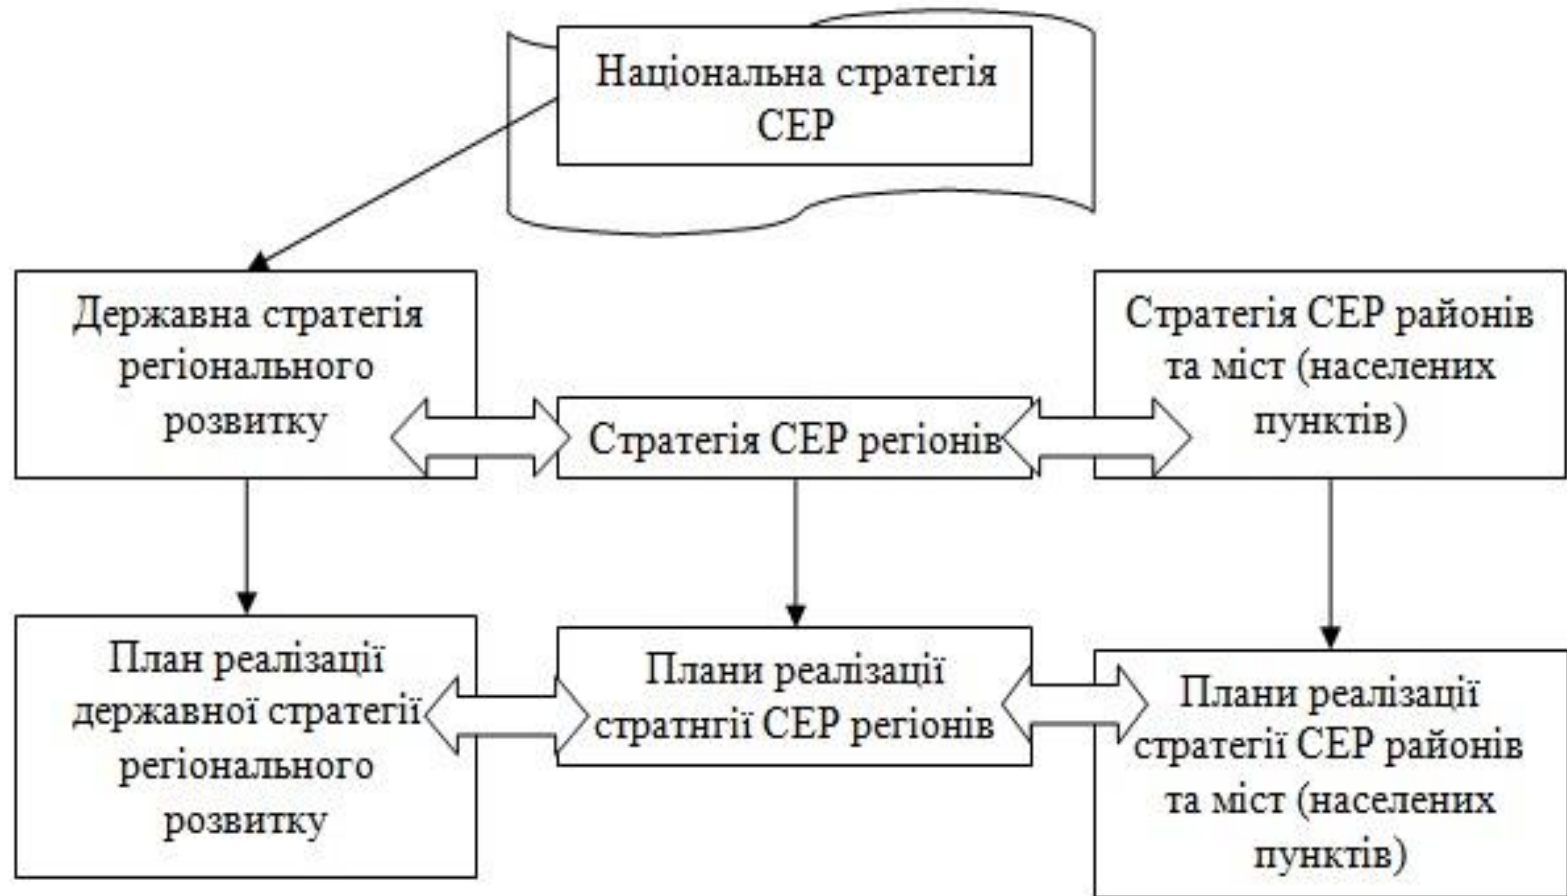 Національна стратегія
СЕР
Державна стратегія
регіонального
розвитку
Стратегія СЕР регіонів
Стратегія СЕР районів
та міст (населених
пунктів)
План реалізації
державної стратегії
регіонального
розвитку
Плани реалізації
стратнгії СЕР регіонів
Плани реалізації
стратегії СЕР районів
та міст (населених
пунктів)